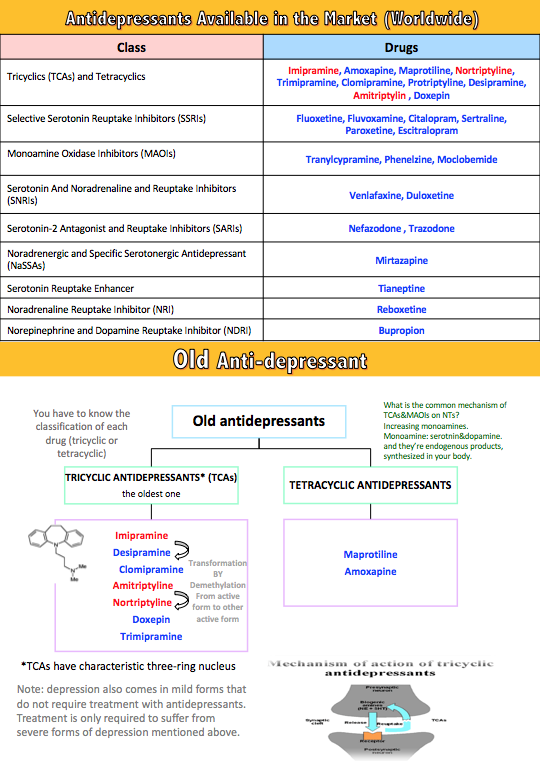 Antidepressants Available in the Market (Worldwide)
Class
Drugs
Tricyclics (TCAs) and Tetracyclics
Imipramine, Amoxapine, Maprotiline, Nortriptyline,
Trimipramine, Clomipramine, Protriptyline, Desipramine,
Amitriptylin , Doxepin
Selective Serotonin Reuptake Inhibitors (SSRIs)
Fluoxetine, Fluvoxamine, Citalopram, Sertraline,
Paroxetine, Escitralopram
Monoamine Oxidase Inhibitors (MAOIs)
Tranylcypramine, Phenelzine, Moclobemide
Serotonin And Noradrenaline and Reuptake Inhibitors
(SNRIs)
Venlafaxine, Duloxetine
Serotonin-2 Antagonist and Reuptake Inhibitors (SARIs)
Nefazodone , Trazodone
Noradrenergic and Specific Serotonergic Antidepressant
(NaSSAs)
Mirtazapine
Serotonin Reuptake Enhancer
Tianeptine
Noradrenaline Reuptake Inhibitor (NRI)
Reboxetine
Norepinephrine and Dopamine Reuptake Inhibitor (NDRI)
Bupropion
Old Anti-depressant
You have to know the
classification of each
drug (tricyclic or
tetracyclic)
Old antidepressants
What is the common mechanism of
TCAs&MAOIs on NTs?
Increasing monoamines.
Monoamine: serotnin&dopamine.
and they're endogenous products,
synthesized in your body.
TRICYCLIC ANTIDEPRESSANTS* (TCAs)
the oldest one
TETRACYCLIC ANTIDEPRESSANTS
N
N
Me
Me
Imipramine
Desipramine
Clomipramine
Amitriptyline
Nortriptyline
Doxepin
Trimipramine
Transformation
BY
Demethylation
From active
form to other
active form
Maprotiline
Amoxapine
*TCAs have characteristic three-ring nucleus
Note: depression also comes in mild forms that
do not require treatment with antidepressants.
Treatment is only required to suffer from
severe forms of depression mentioned above.
Mechanism of action of tricyclic
antidepressants
Presynaptic
neuron
Biogenic
amines
(NE + 5HT)
Synaptic
cleft
Release
Reuptake
TCAs
Receptor
Postsynaptic